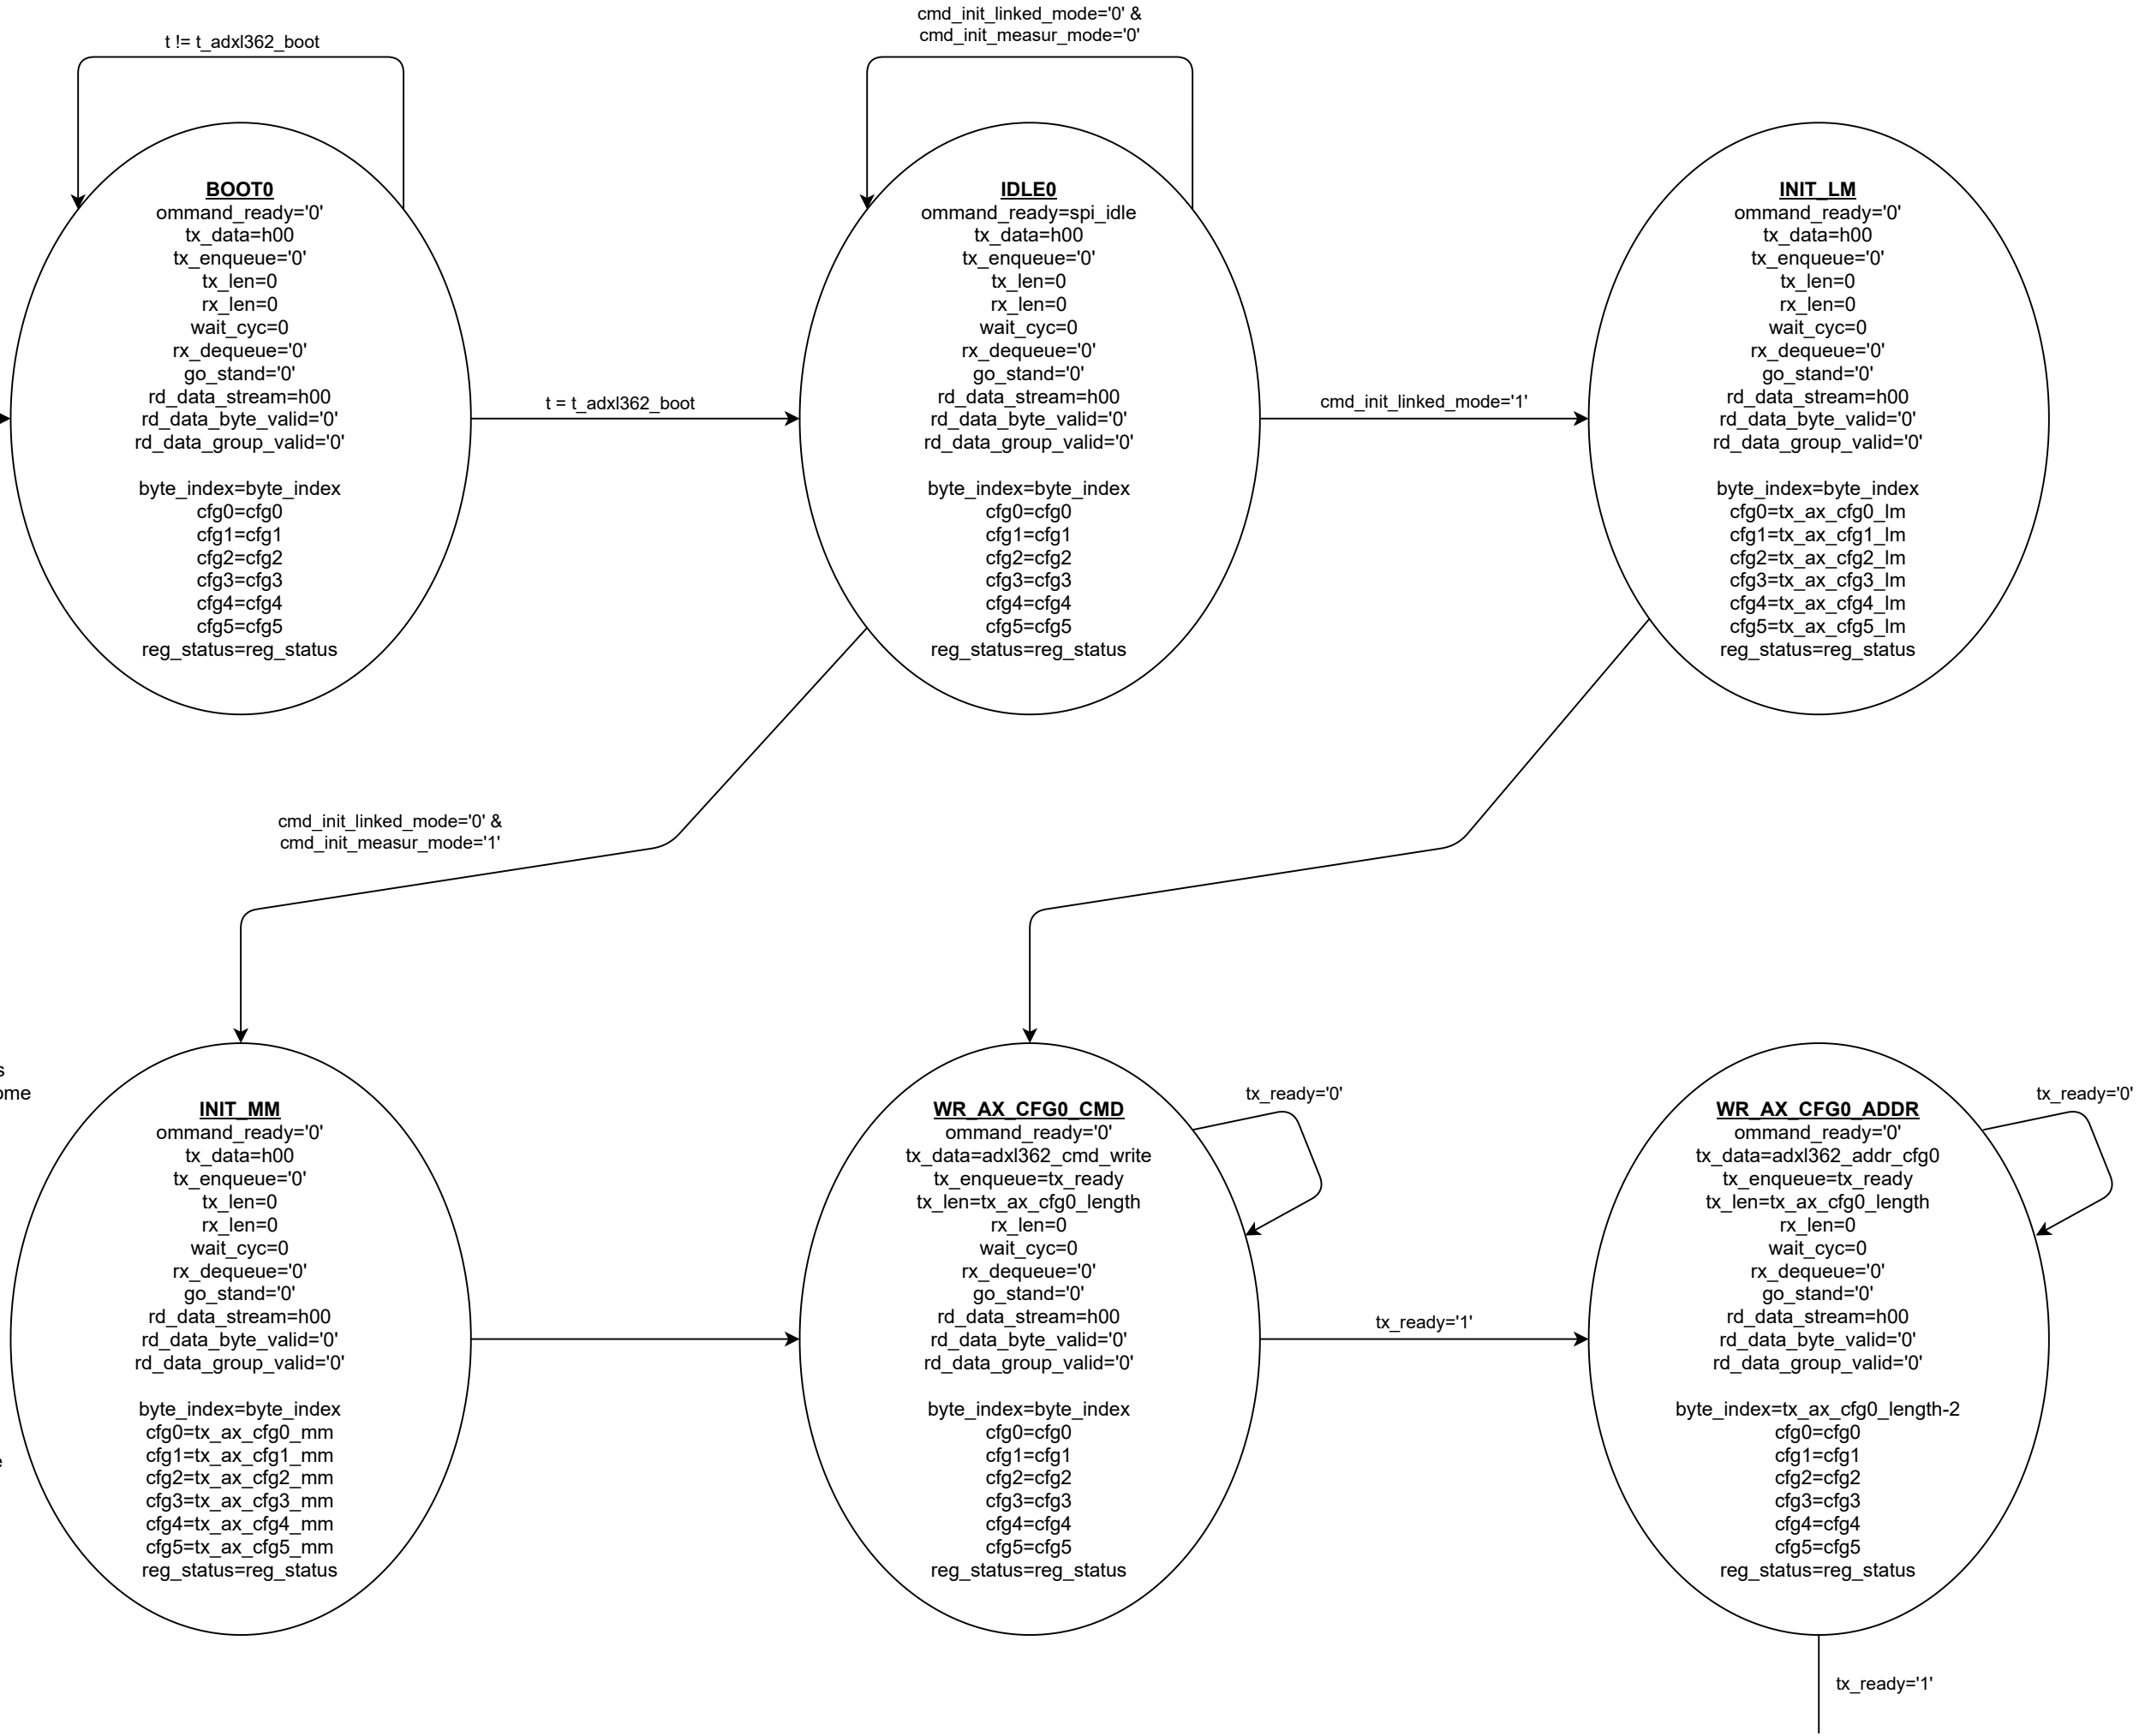 t != t_adxl362_boot
cmd_init_linked_mode='0' &
cmd_init_measur_mode='0'
BOOT0
ommand_ready='0'
tx_data=h00
tx_enqueue='0'
tx_len=0
rx_len=0
wait_cyc=0
rx_dequeue='0'
go_stand='0'
rd_data_stream=h00
rd_data_byte_valid='0'
rd_data_group_valid='0'
byte_index=byte_index
cfg0=cfg0
cfg1=cfg1
cfg2=cfg2
cfg3=cfg3
cfg4=cfg4
cfg5=cfg5
reg_status=reg_status
t = t_adxl362_boot
IDLE0
ommand_ready=spi_idle
tx_data=h00
tx_enqueue='0'
tx_len=0
rx_len=0
wait_cyc=0
rx_dequeue='0'
go_stand='0'
rd_data_stream=h00
rd_data_byte_valid='0'
rd_data_group_valid='0'
byte_index=byte_index
cfg0=cfg0
cfg1=cfg1
cfg2=cfg2
cfg3=cfg3
cfg4=cfg4
cfg5=cfg5
reg_status=reg_status
cmd_init_linked_mode='1'
INIT_LM
ommand_ready='0'
tx_data=h00
tx_enqueue='0'
tx_len=0
rx_len=0
wait_cyc=0
rx_dequeue='0'
go_stand='0'
rd_data_stream=h00
rd_data_byte_valid='0'
rd_data_group_valid='0'
byte_index=byte_index
cfg0=tx_ax_cfg0_lm
cfg1=tx_ax_cfg1_lm
cfg2=tx_ax_cfg2_lm
cfg3=tx_ax_cfg3_lm
cfg4=tx_ax_cfg4_lm
cfg5=tx_ax_cfg5_lm
reg_status=reg_status
cmd_init_linked_mode='0' &
cmd_init_measur_mode='1'
s
ome
e
INIT_MM
ommand_ready='0'
tx_data=h00
tx_enqueue='0'
tx_len=0
rx_len=0
wait_cyc=0
rx_dequeue='0'
go_stand='0'
rd_data_stream=h00
rd_data_byte_valid='0'
rd_data_group_valid='0'
byte_index=byte_index
cfg0=tx_ax_cfg0_mm
cfg1=tx_ax_cfg1_mm
cfg2=tx_ax_cfg2_mm
cfg3=tx_ax_cfg3_mm
cfg4=tx_ax_cfg4_mm
cfg5=tx_ax_cfg5_mm
reg_status=reg_status
WR_AX_CFG0_CMD
ommand_ready='0'
tx_data=adxl362_cmd_write
tx_enqueue=tx_ready
tx_len=tx_ax_cfg0_length
rx_len=0
wait_cyc=0
rx_dequeue='0'
go_stand='0'
rd_data_stream=h00
rd_data_byte_valid='0'
rd_data_group_valid='0'
byte_index=byte_index
cfg0=cfg0
cfg1=cfg1
cfg2=cfg2
cfg3=cfg3
cfg4=cfg4
cfg5=cfg5
reg_status=reg_status
tx_ready='0'
tx_ready='1'
WR_AX_CFG0_ADDR
ommand_ready='0'
tx_data=adxl362_addr_cfg0
tx_enqueue=tx_ready
tx_len=tx_ax_cfg0_length
rx_len=0
wait_cyc=0
rx_dequeue='0'
go_stand='0'
rd_data_stream=h00
rd_data_byte_valid='0'
rd_data_group_valid='0'
byte_index=tx_ax_cfg0_length-2
cfg0=cfg0
cfg1=cfg1
cfg2=cfg2
cfg3=cfg3
cfg4=cfg4
cfg5=cfg5
reg_status=reg_status
tx_ready='0'
tx_ready='1'